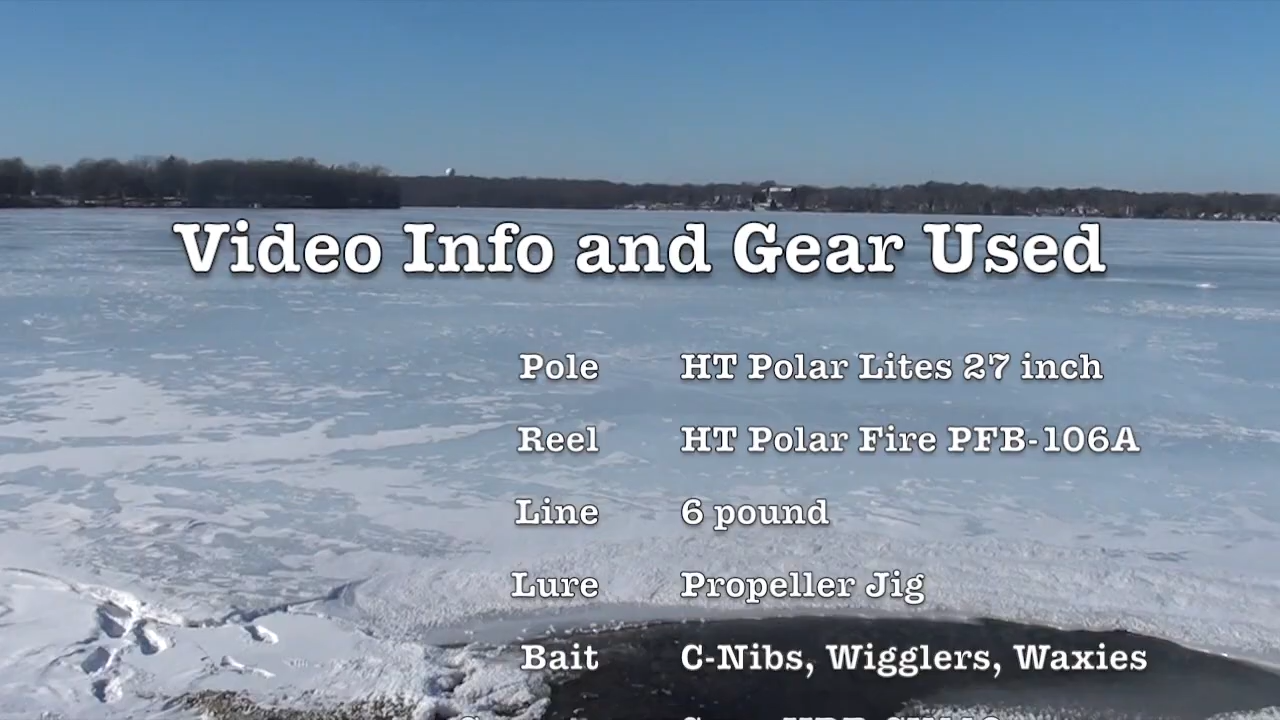 Video Info and Gear Used
Pole HT Polar Lites 27 inch
Reel HT Polar Fire PFB-106A
Line 6 pound
Lure Propeller Jig
Bait C-Nibs, Wigglers, Waxies